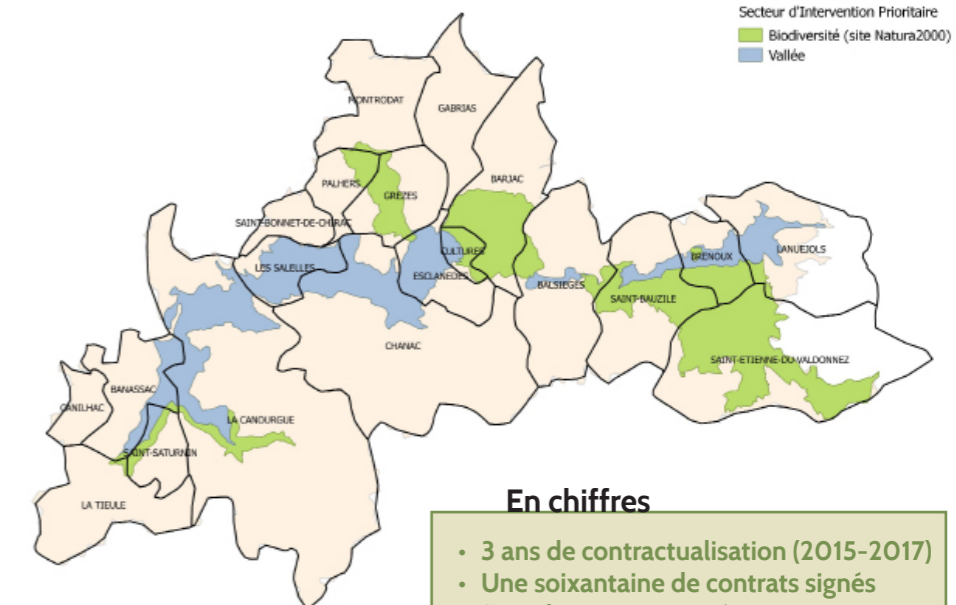 Secteur d'Intervention Prioritaire
Biodiversité (site Natura2000)
Vallée
MONTRODAT
GABRIAS
BARJAC
PALHERS
GREZES
SAINT-BONNET-DE-CHIRAC
CULTURES
LES SALELLES
ESCLANEDES
BALSIEGES
BRENOUX
LANUEJOLS
SAINT-BAUZILE
CHANAC
SAINT-ETIENNE-DU-VALDONNEZ
BANASSAC
CANILHAC
LA CANOURGUE
SAINT-SATURNIN
LA TIEULE
En chiffres
• 3 ans de contractualisation (2015-2017)
• Une soixantaine de contrats signés